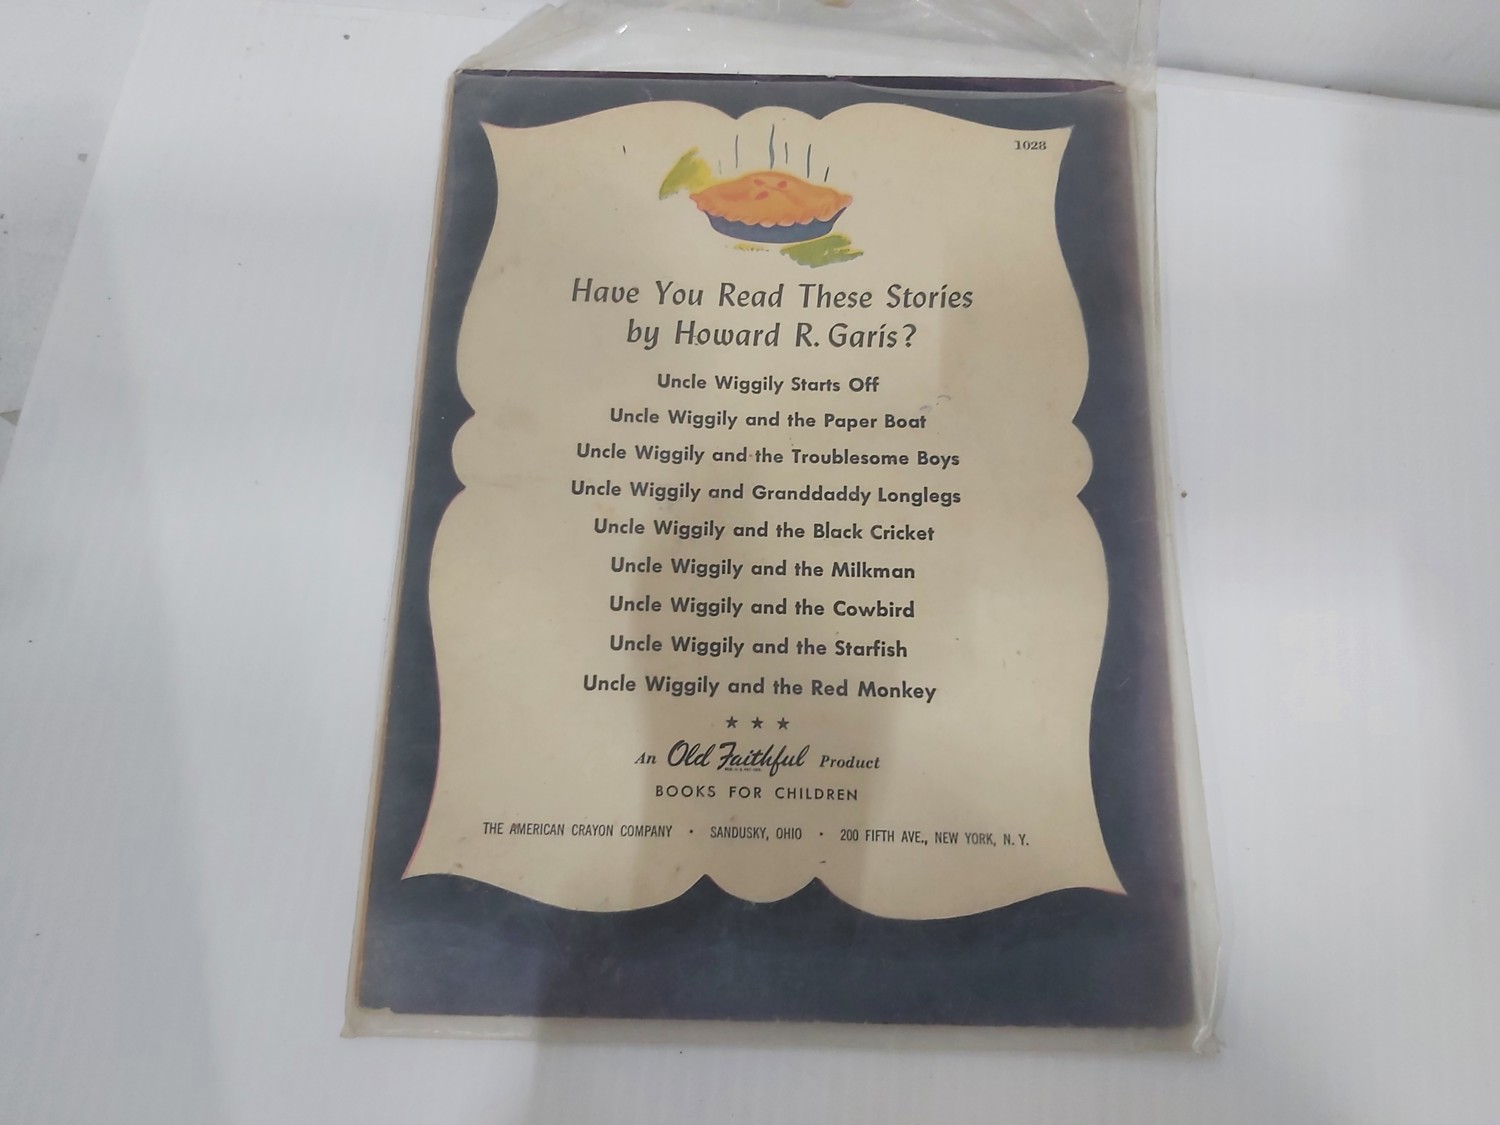 1028
Have You Read These Stories
by Howard R. Garis?
Uncle Wiggily Starts Off
Uncle Wiggily and the Paper Boat
Uncle Wiggily and the Troublesome Boys
Uncle Wiggily and Granddaddy Longlegs
Uncle Wiggily and the Black Cricket
Uncle Wiggily and the Milkman
Uncle Wiggily and the Cowbird
Uncle Wiggily and the Starfish
Uncle Wiggily and the Red Monkey
★ ★ ★
An Old Faithful Product
BOOKS FOR CHILDREN
THE AMERICAN CRAYON COMPANY • SANDUSKY, OHIO • 200 FIFTH AVE., NEW YORK, N. Y.